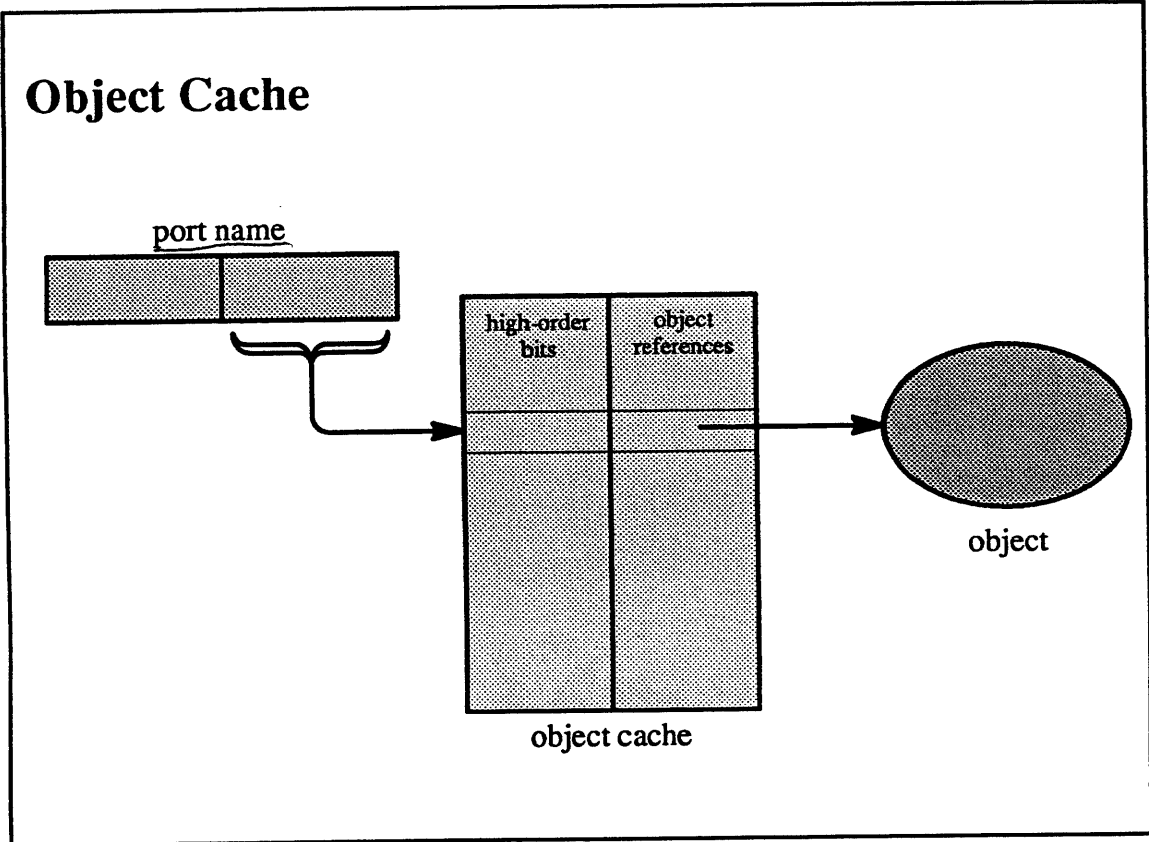 Object Cache
port name
high-order
bits
object
references
object
object cache